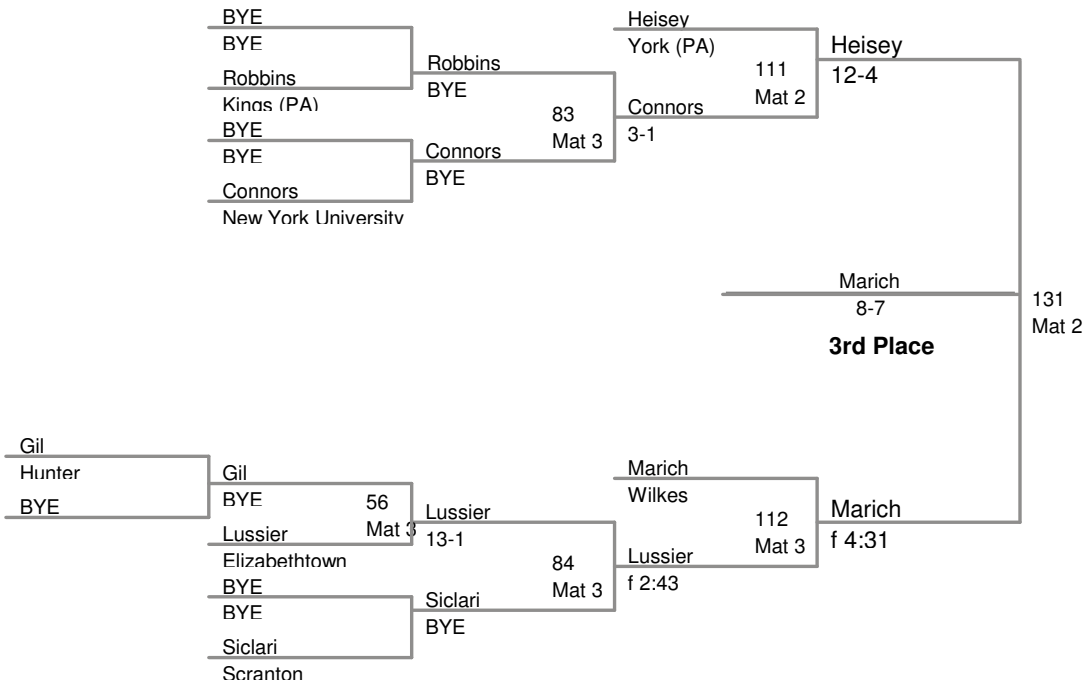 BYE
BYE
Robbins
Kings (PA)
BYE
BYE
Connors
New York University
Robbins
BYE
Connors
BYE
83
Mat 3
Heisey
York (PA)
Connors
3-1
111
Mat 2
Heisey
12-4
Marich
8-7
3rd Place
131
Mat 2
Gil
Hunter
BYE
Gil
BYE
Lussier
Elizabethtown
56
Mat 3
BYE
BYE
Siclari
Scranton
Lussier
13-1
Siclari
BYE
84
Mat 3
Marich
Wilkes
Lussier
f 2:43
112
Mat 3
Marich
f 4:31